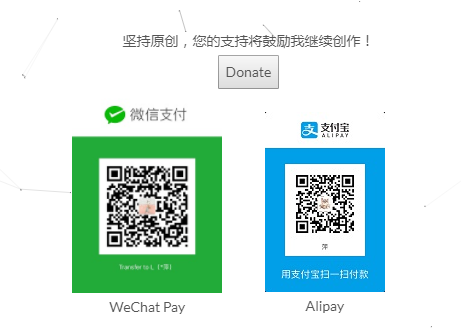 坚持原创，您的支持将鼓励我继续创作！
Donate
微信支付
支付宝
ALIPAY
Transfer to L（*萍）
萍
用支付宝扫一扫付款
WeChat Pay
Alipay